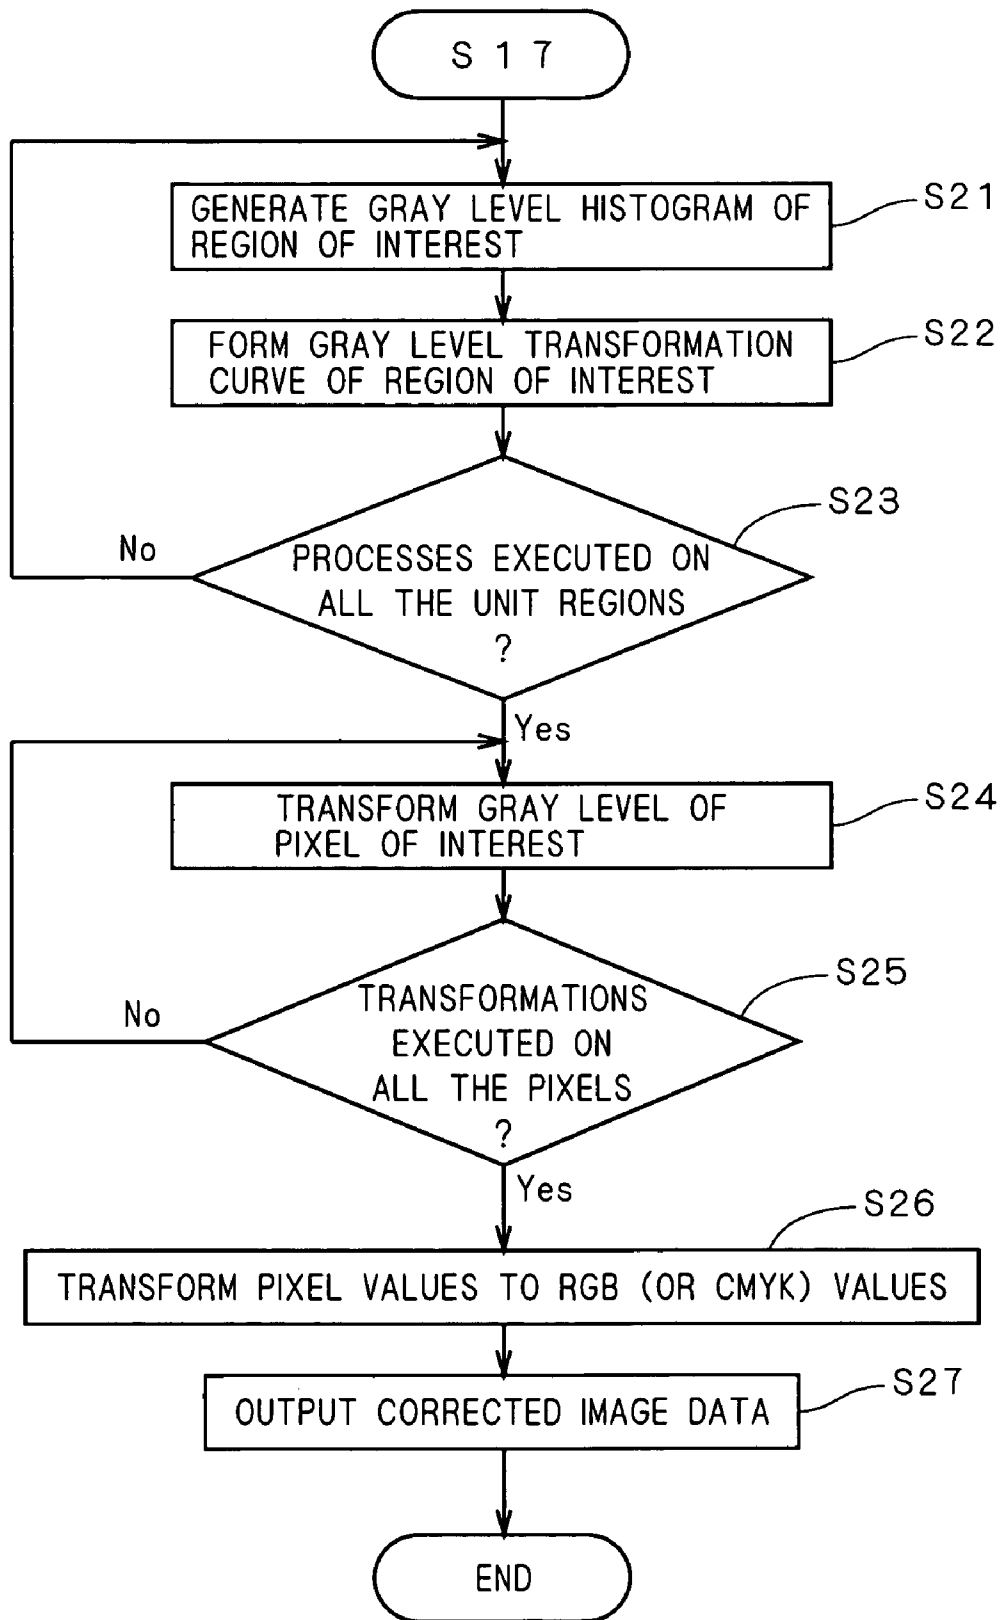 S 1 7
GENERATE GRAY LEVEL HISTOGRAM OF
REGION OF INTEREST
S21
FORM GRAY LEVEL TRANSFORMATION
CURVE OF REGION OF INTEREST
S22
S23
No
PROCESSES EXECUTED ON
ALL THE UNIT REGIONS
?
Yes
TRANSFORM GRAY LEVEL OF
PIXEL OF INTEREST
S24
S25
No
TRANSFORMATIONS
EXECUTED ON
ALL THE PIXELS
?
Yes
S26
TRANSFORM PIXEL VALUES TO RGB (OR CMYK) VALUES
S27
OUTPUT CORRECTED IMAGE DATA
END